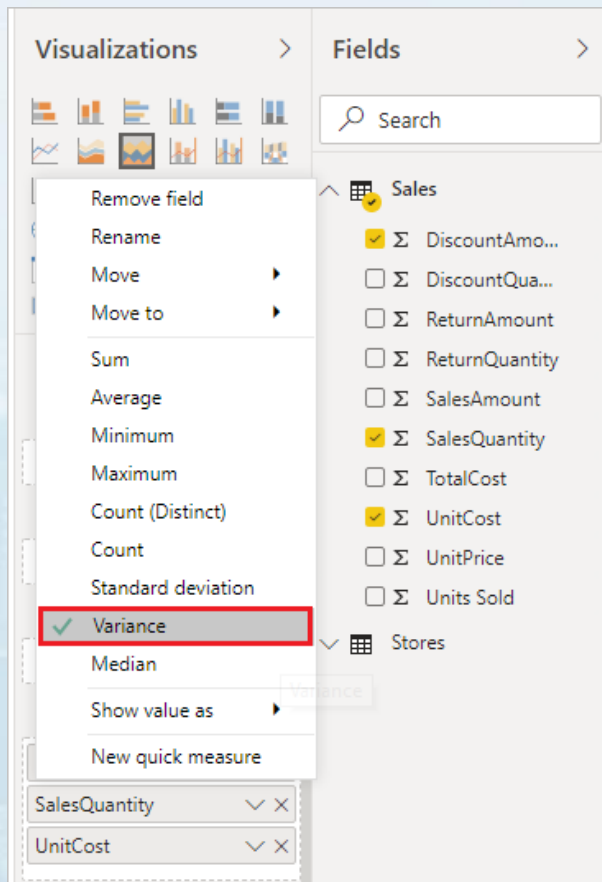 Visualizations
Fields
Search
Remove field
Rename
Move
Move to
Sum
Average
Minimum
Maximum
Count (Distinct)
Count
Standard deviation
Variance
Median
Variance
Show value as
New quick measure
SalesQuantity
UnitCost
Sales
DiscountAmo...
DiscountQua...
ReturnAmount
ReturnQuantity
SalesAmount
SalesQuantity
TotalCost
UnitCost
UnitPrice
Units Sold
Stores